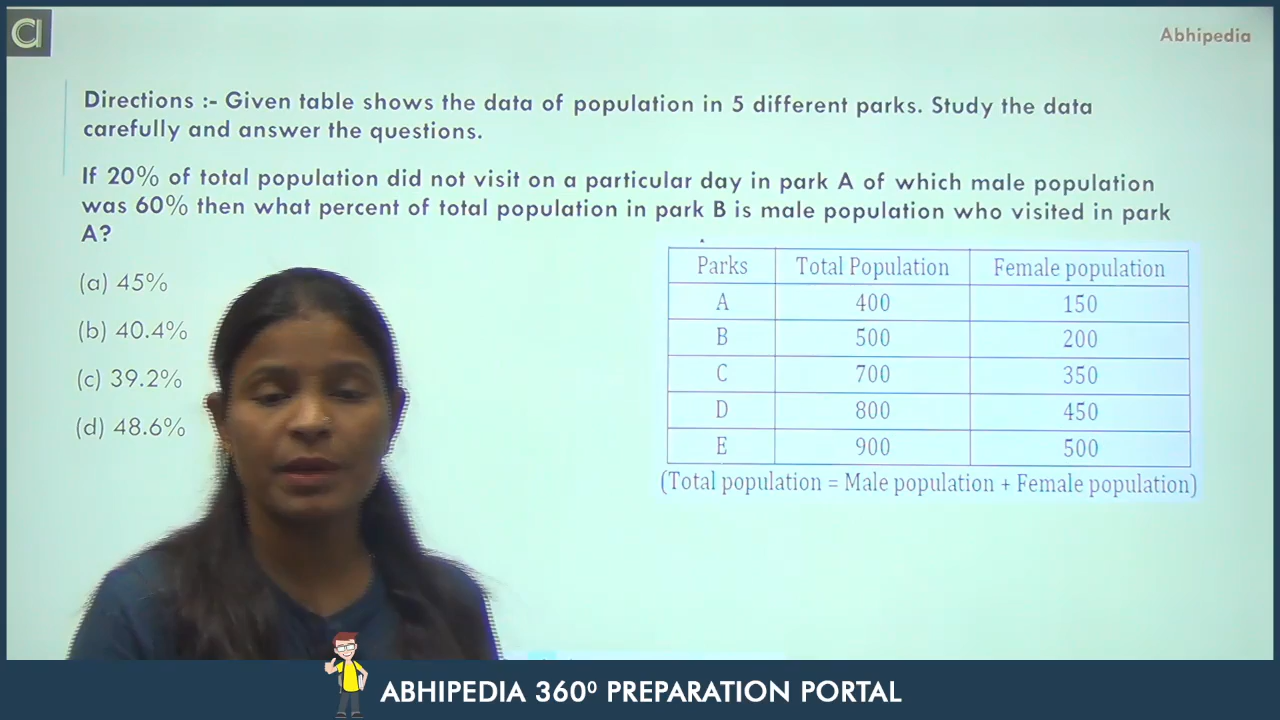 Abhipedia
Directions :- Given table shows the data of population in 5 different parks. Study the data
carefully and answer the questions.
If 20% of total population did not visit on a particular day in park A of which male population
was 60% then what percent of total population in park B is male population who visited in park
A?
(a) 45%
(b) 40.4%
(c) 39.2%
(d) 48.6%
Parks Total Population Female population
A 400 150
B 500 200
C 700 350
D 800 450
E 900 500
(Total population = Male population + Female population)
ABHIPEDIA 360⁰ PREPARATION PORTAL